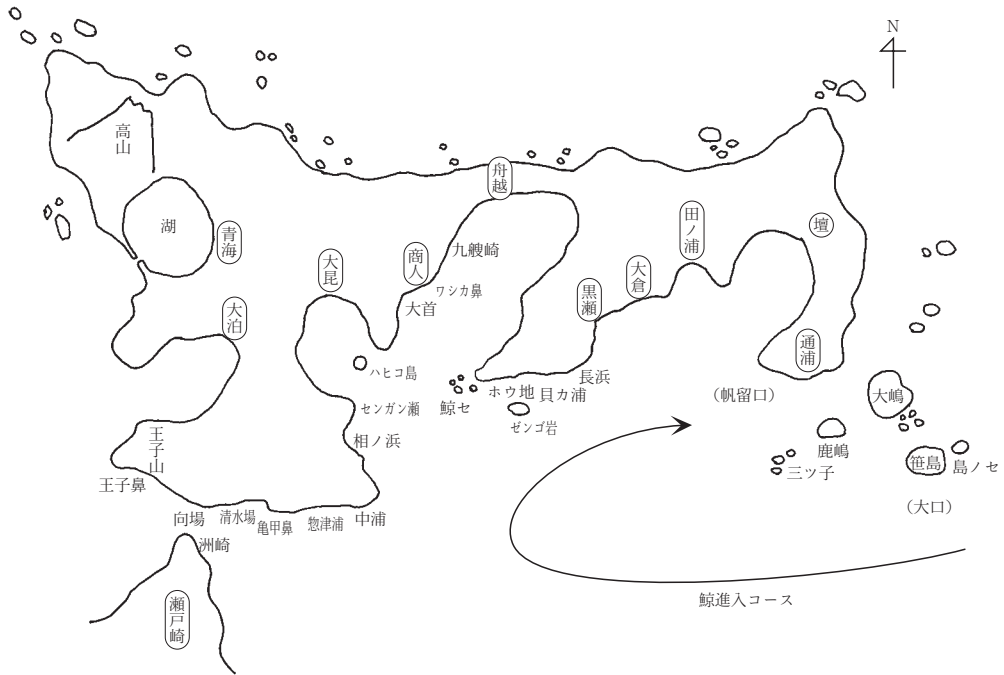 N
高山
湖
青海
大泊
大昆
商人
舟越
九艘崎
ワシカ鼻
大首
田ノ浦
大倉
黒瀬
壇
通浦
ハヒコ島
センガン瀬
鯨セ
ホウ地
貝カ浦
長浜
ゼンゴ岩
相ノ浜
(帆留口)
大嶋
鹿嶋
三ツ子
笹島
島ノセ
(大口)
王子山
王子鼻
向場
清水場
亀甲鼻
惣津浦
中浦
洲崎
瀬戸崎
鯨進入コース